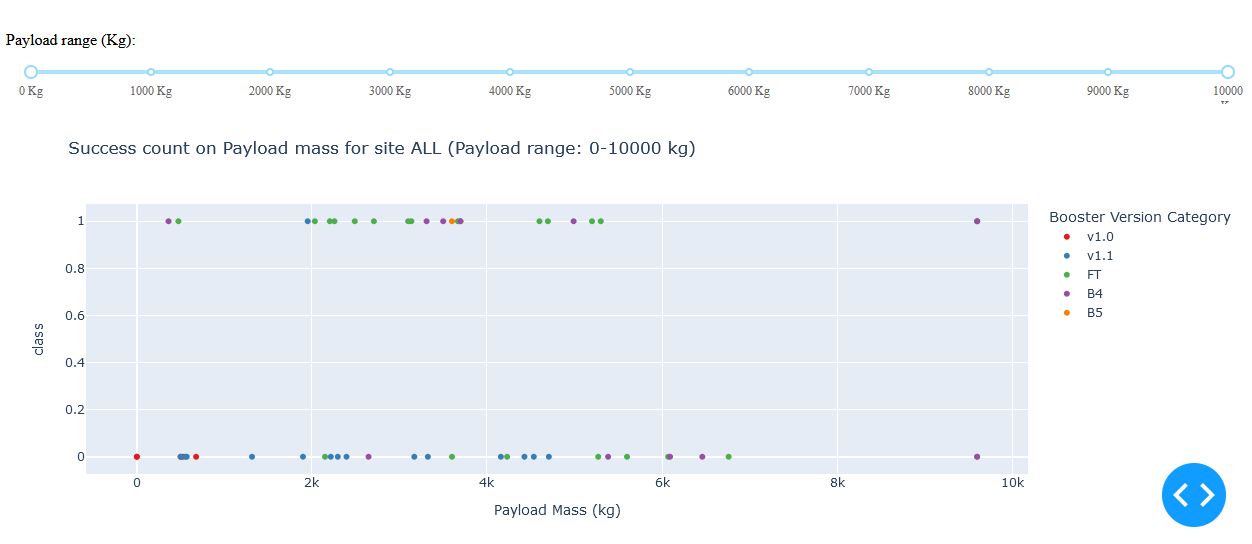 Payload range (Kg):
0 Kg 1000 Kg 2000 Kg 3000 Kg 4000 Kg 5000 Kg 6000 Kg 7000 Kg 8000 Kg 9000 Kg 10000
Success count on Payload mass for site ALL (Payload range: 0-10000 kg)
Booster Version Category
v1.0
v1.1
FT
B4
B5
class
1
0.8
0.6
0.4
0.2
0
0 2k 4k 6k 8k 10k
Payload Mass (kg)